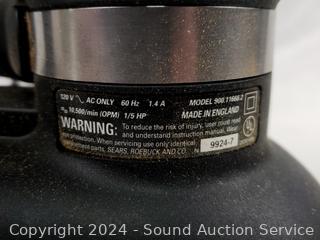 120 V AC ONLY 60 Hz 1.4 A MODEL 900.11666-2
10,500/min (OPM) 1/5 HP MADE IN ENGLAND
WARNING: To reduce the risk of injury, user must read
and understand instruction manual. Wear
eye protection. When servicing use only identical
replacement parts. SEARS, ROEBUCK AND CO.
9924-7
Copyright 2024 - Sound Auction Service